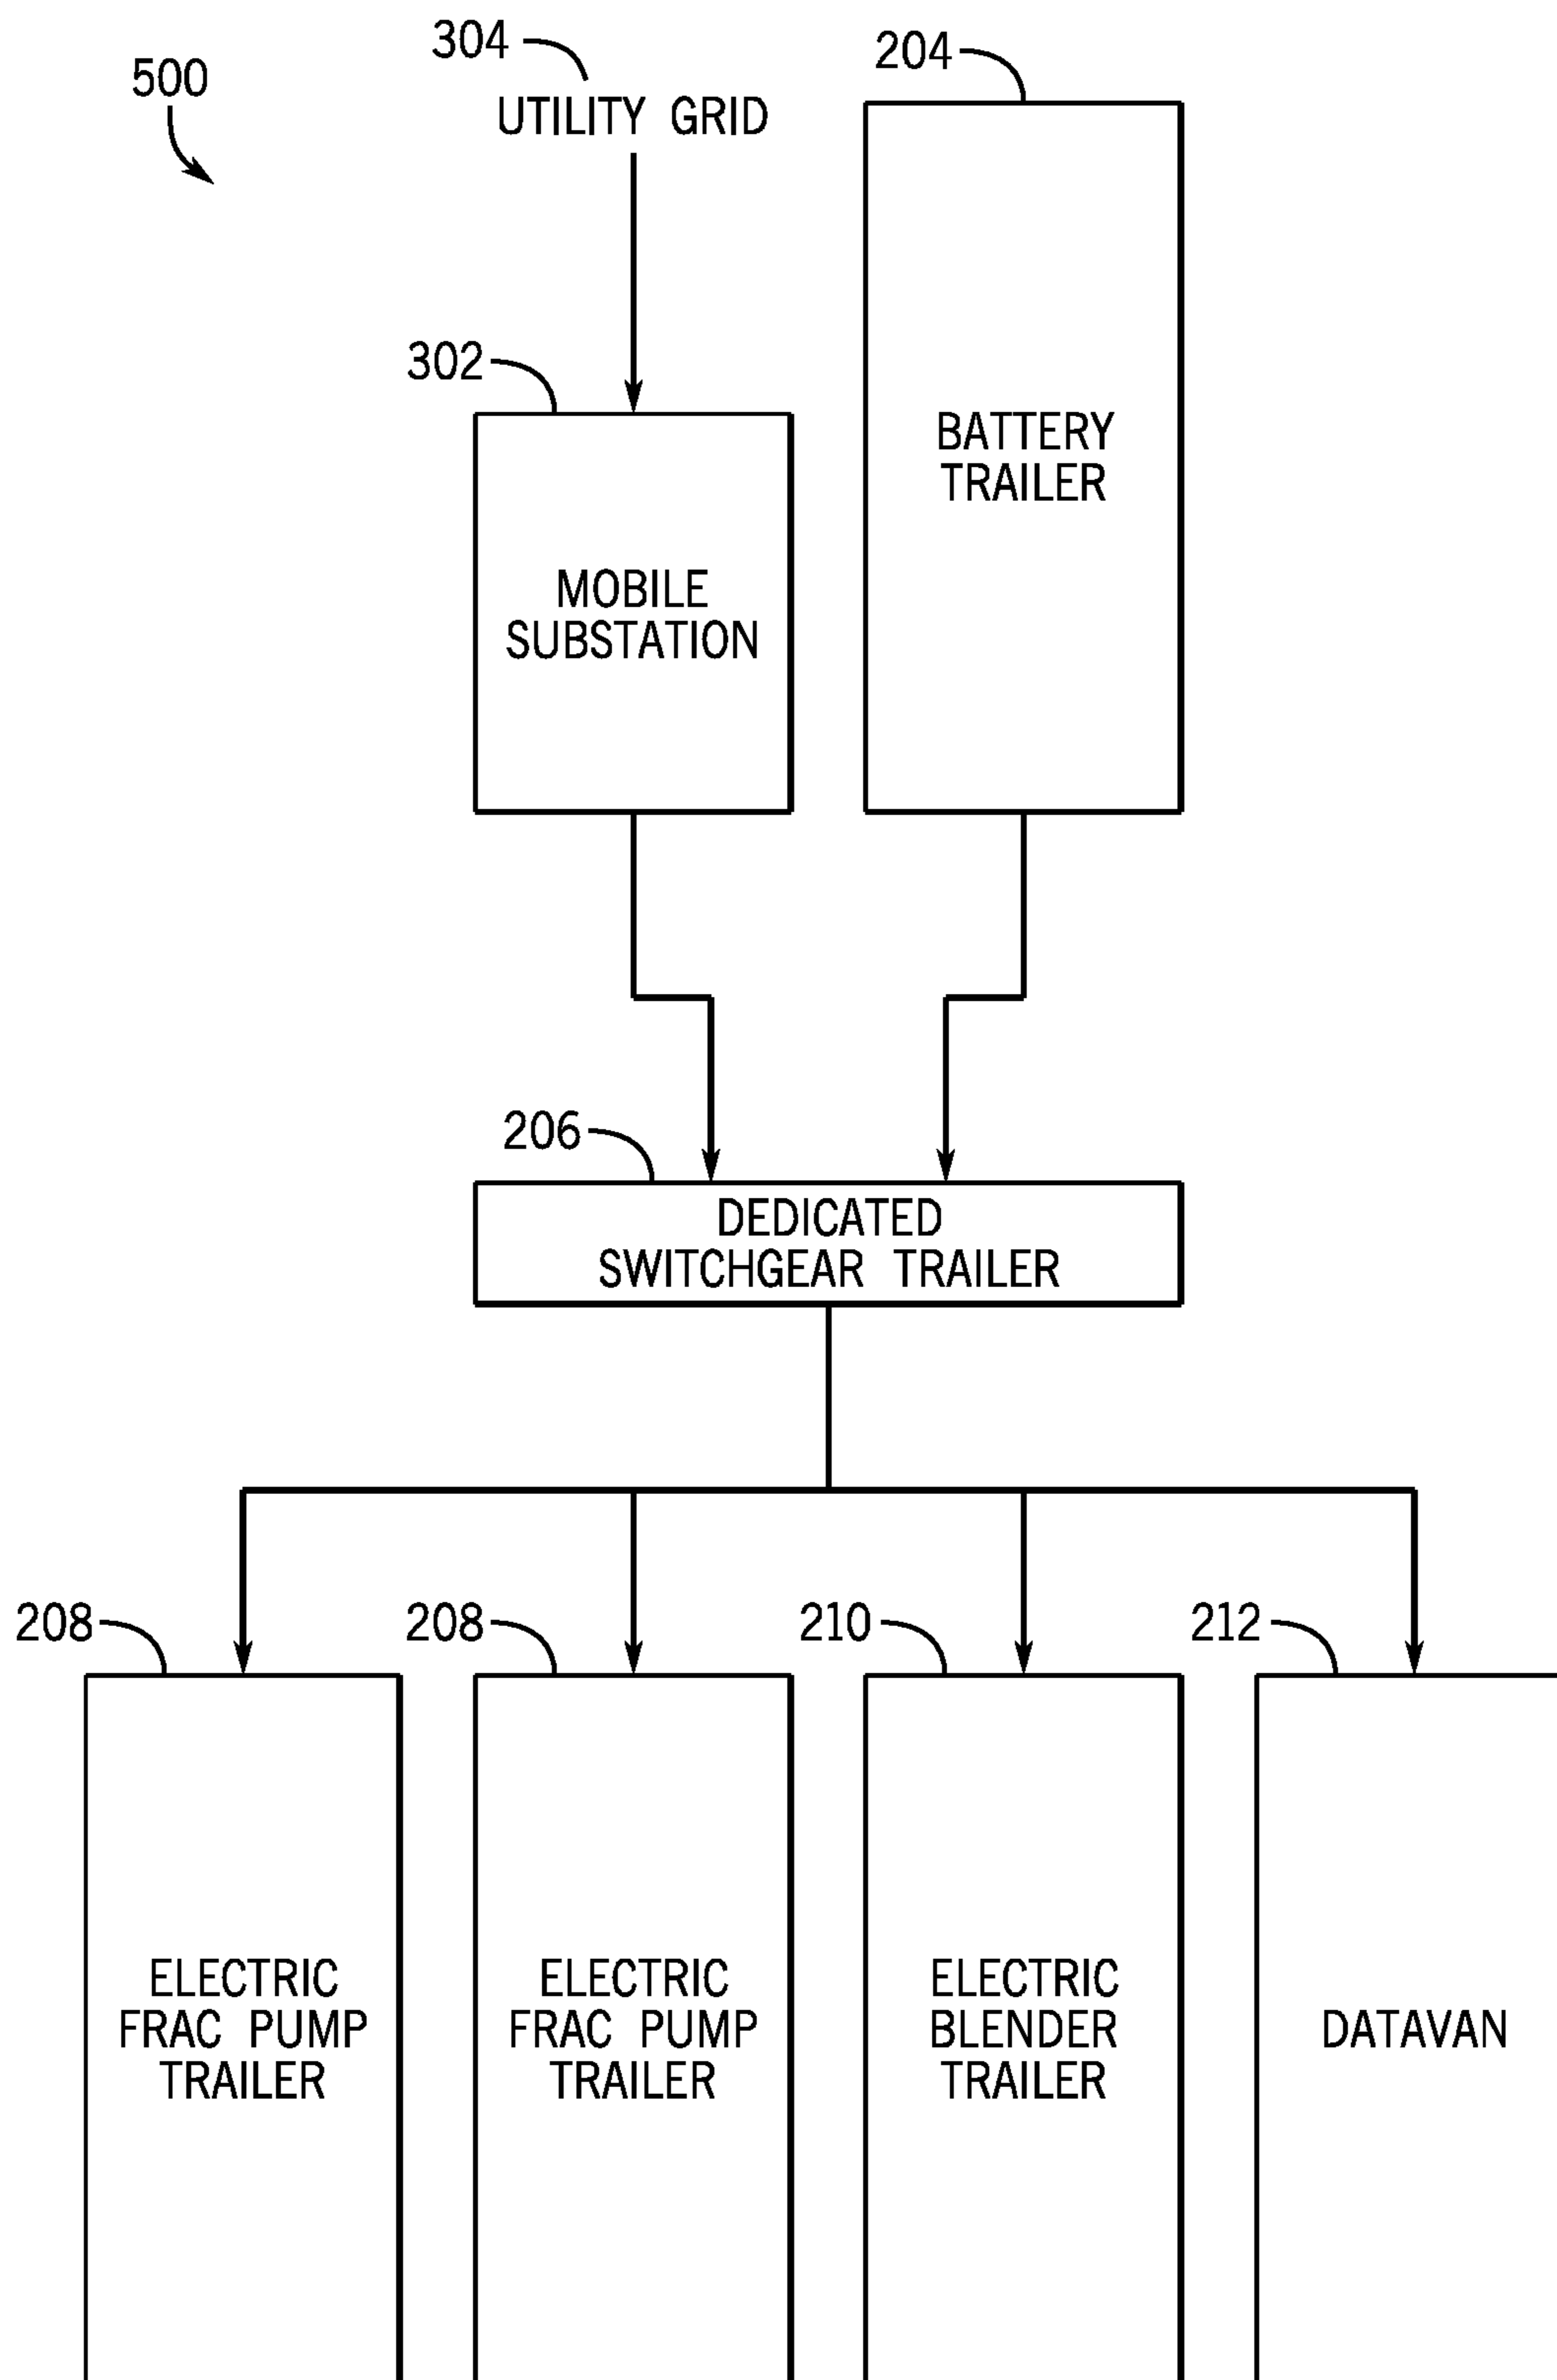 304
204
500
UTILITY GRID
302
BATTERY
TRAILER
MOBILE
SUBSTATION
206
DEDICATED
SWITCHGEAR TRAILER
208
208
210
212
ELECTRIC
FRAC PUMP
TRAILER
ELECTRIC
FRAC PUMP
TRAILER
ELECTRIC
BLENDER
TRAILER
DATAVAN